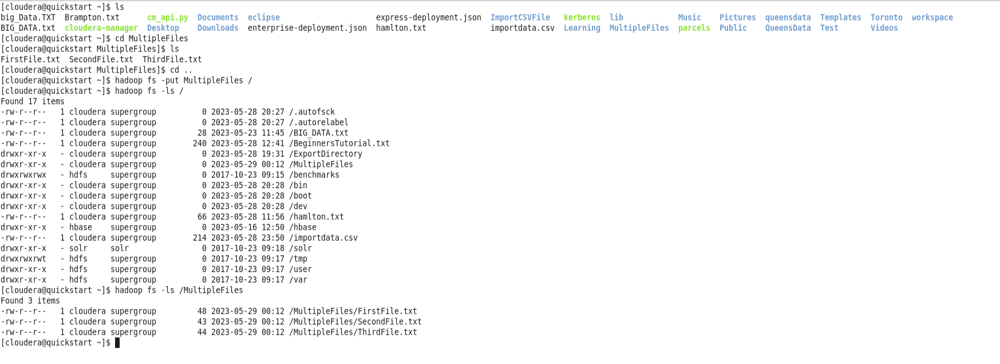 [cloudera@quickstart ~]$ ls
big_Data.TXT  Brampton.txt      cm_api.py  Documents  eclipse                     express-deployment.json  ImportCSVFile   kerberos  lib            Music    Pictures  queensdata  Templates  Toronto  workspace
BIG_DATA.txt  cloudera-manager  Desktop    Downloads  enterprise-deployment.json  hamlton.txt              importdata.csv  Learning  MultipleFiles  parcels  Public    QueensData  Test       Videos
[cloudera@quickstart ~]$ cd MultipleFiles
[cloudera@quickstart MultipleFiles]$ ls
FirstFile.txt  SecondFile.txt  ThirdFile.txt
[cloudera@quickstart MultipleFiles]$ cd ..
[cloudera@quickstart ~]$ hadoop fs -put MultipleFiles /
[cloudera@quickstart ~]$ hadoop fs -ls /
Found 17 items
-rw-r--r--   1 cloudera supergroup          0 2023-05-28 20:27 /.autofsck
-rw-r--r--   1 cloudera supergroup          0 2023-05-28 20:27 /.autorelabel
-rw-r--r--   1 cloudera supergroup         28 2023-05-23 11:45 /BIG_DATA.txt
-rw-r--r--   1 cloudera supergroup        240 2023-05-28 12:41 /BeginnersTutorial.txt
drwxr-xr-x   - cloudera supergroup          0 2023-05-28 19:31 /ExportDirectory
drwxr-xr-x   - cloudera supergroup          0 2023-05-29 00:12 /MultipleFiles
drwxrwxrwx   - hdfs     supergroup          0 2017-10-23 09:15 /benchmarks
drwxr-xr-x   - cloudera supergroup          0 2023-05-28 20:28 /bin
drwxr-xr-x   - cloudera supergroup          0 2023-05-28 20:28 /boot
drwxr-xr-x   - cloudera supergroup          0 2023-05-28 20:28 /dev
-rw-r--r--   1 cloudera supergroup         66 2023-05-28 11:56 /hamlton.txt
drwxr-xr-x   - hbase    supergroup          0 2023-05-16 12:50 /hbase
-rw-r--r--   1 cloudera supergroup        214 2023-05-28 23:50 /importdata.csv
drwxr-xr-x   - solr     solr                0 2017-10-23 09:18 /solr
drwxrwxrwt   - hdfs     supergroup          0 2017-10-23 09:17 /tmp
drwxr-xr-x   - hdfs     supergroup          0 2017-10-23 09:17 /user
drwxr-xr-x   - hdfs     supergroup          0 2017-10-23 09:17 /var
[cloudera@quickstart ~]$ hadoop fs -ls /MultipleFiles
Found 3 items
-rw-r--r--   1 cloudera supergroup         48 2023-05-29 00:12 /MultipleFiles/FirstFile.txt
-rw-r--r--   1 cloudera supergroup         43 2023-05-29 00:12 /MultipleFiles/SecondFile.txt
-rw-r--r--   1 cloudera supergroup         44 2023-05-29 00:12 /MultipleFiles/ThirdFile.txt
[cloudera@quickstart ~]$